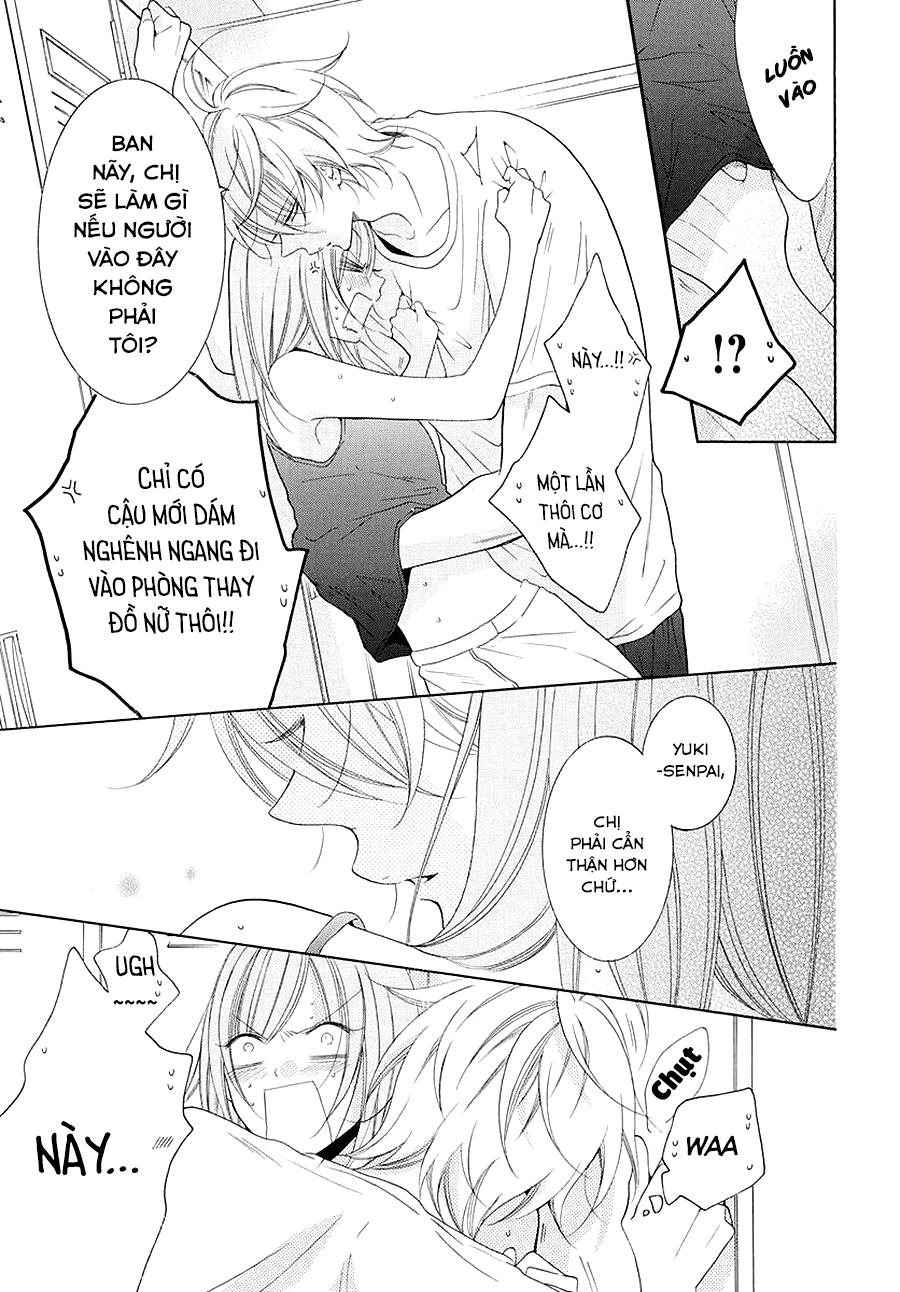 LUỒN
VÀO
!?
BAN
NÃY, CHỊ
SẼ LÀM GÌ
NẾU NGƯỜI
VÀO ĐÂY
KHÔNG
PHẢI
TÔI?
NÀY...!!
MỘT LẦN
THÔI CƠ
MÀ...!!
CHỈ CÓ
CẬU MỚI DÁM
NGHÊNH NGANG ĐI
VÀO PHÒNG THAY
ĐỒ NỮ THÔI!!
YUKI
-SENPAI,
CHỊ
PHẢI CẨN
THẬN HƠN
CHỨ...
Chụt
WAA
UGH
~~~~
NÀY...